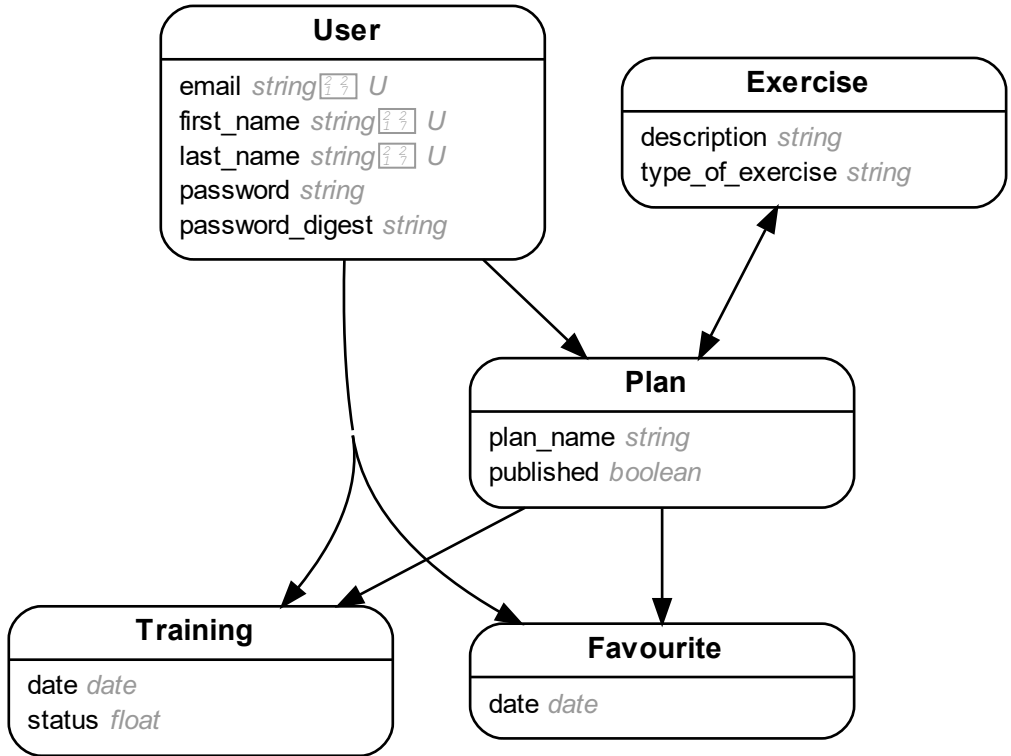 User
email string U
first_name string U
last_name string U
password string
password_digest string
Exercise
description string
type_of_exercise string
Plan
plan_name string
published boolean
Training
date date
status float
Favourite
date date